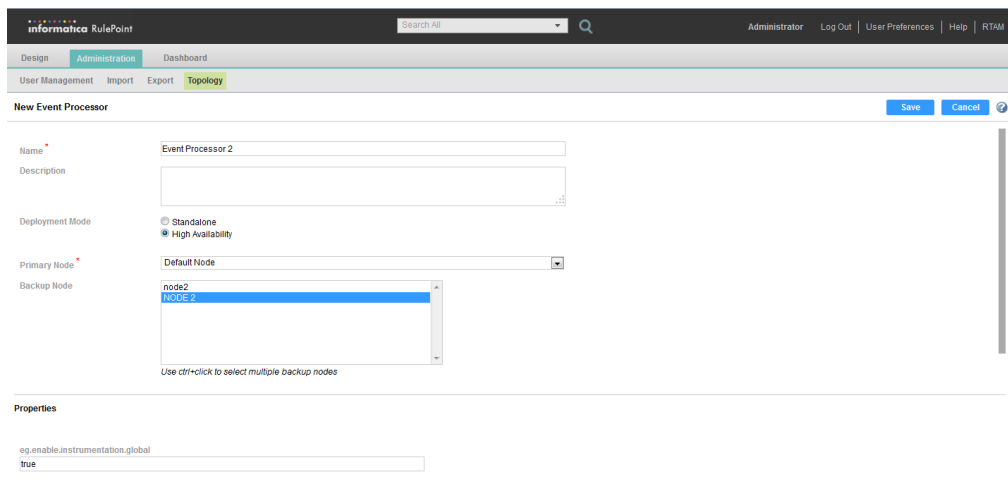 informatica RulePoint
Search All
Administrator Log Out | User Preferences | Help | RTAM
Design Administration Dashboard
User Management Import Export Topology
New Event Processor
Save Cancel ?
Name *
Event Processor 2
Description
Deployment Mode
Standalone
High Availability
Primary Node *
Default Node
Backup Node
node2
NODE 2
Use ctrl+click to select multiple backup nodes
Properties
eg.enable.instrumentation.global
true